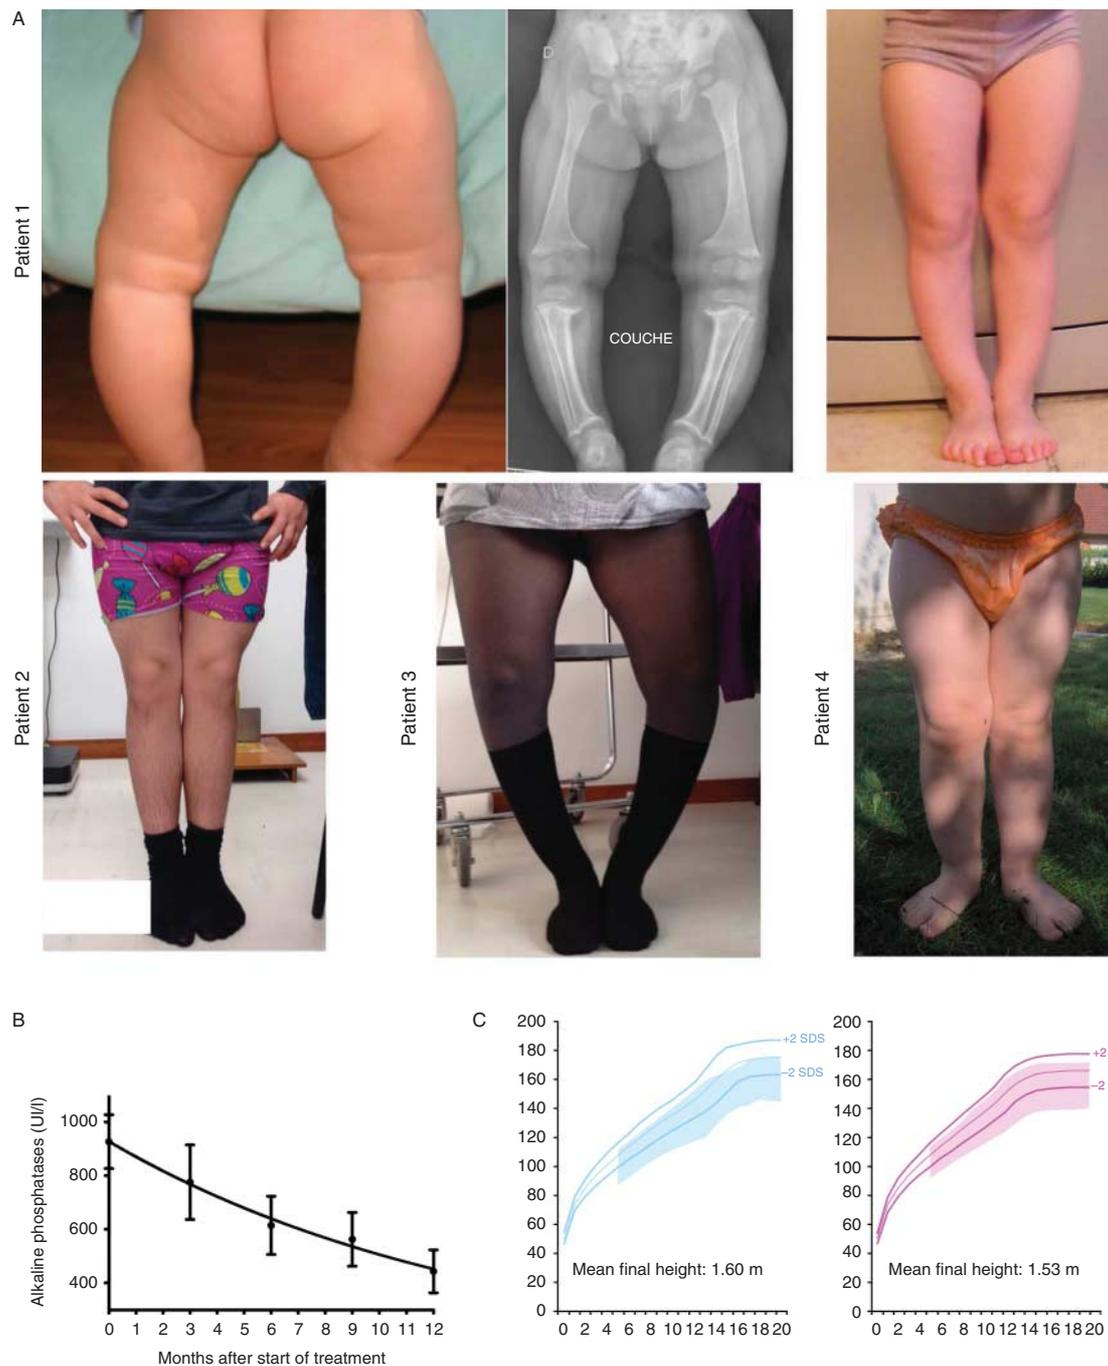 A
Patient 1
D
COUCHE
Patient 2
Patient 3
Patient 4
B
Alkaline phosphatases (UI/l)
1000
800
600
400
0 1 2 3 4 5 6 7 8 9 10 11 12
Months after start of treatment
C
200
180
160
140
120
100
80
60
40
20
0
+2 SDS
–2 SDS
Mean final height: 1.60 m
0 2 4 6 8 10 12 14 16 18 20
200
180
160
140
120
100
80
60
40
20
0
+2
–2
Mean final height: 1.53 m
0 2 4 6 8 10 12 14 16 18 20